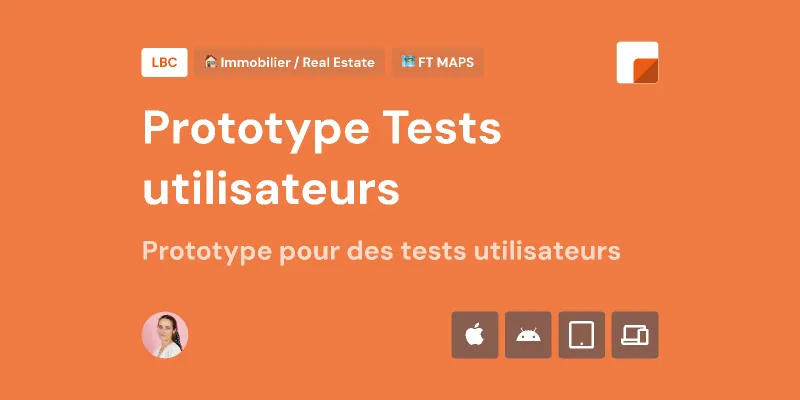 LBC
Immobilier / Real Estate
FT MAPS
Prototype Tests
utilisateurs
Prototype pour des tests utilisateurs